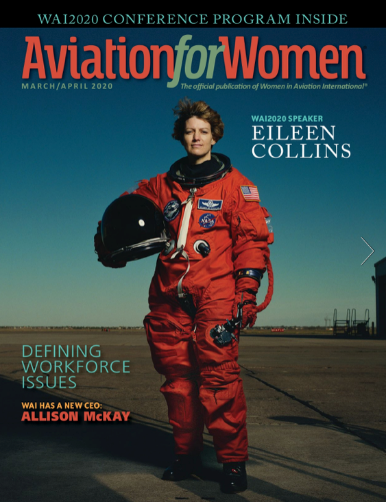 WAI2020 CONFERENCE PROGRAM INSIDE
AviationforWomen
MARCH/APRIL 2020
The official publication of Women in Aviation International®
WAI2020 SPEAKER
EILEEN
COLLINS
NASA
DEFINING
WORKFORCE
ISSUES
WAI HAS A NEW CEO:
ALLISON McKAY